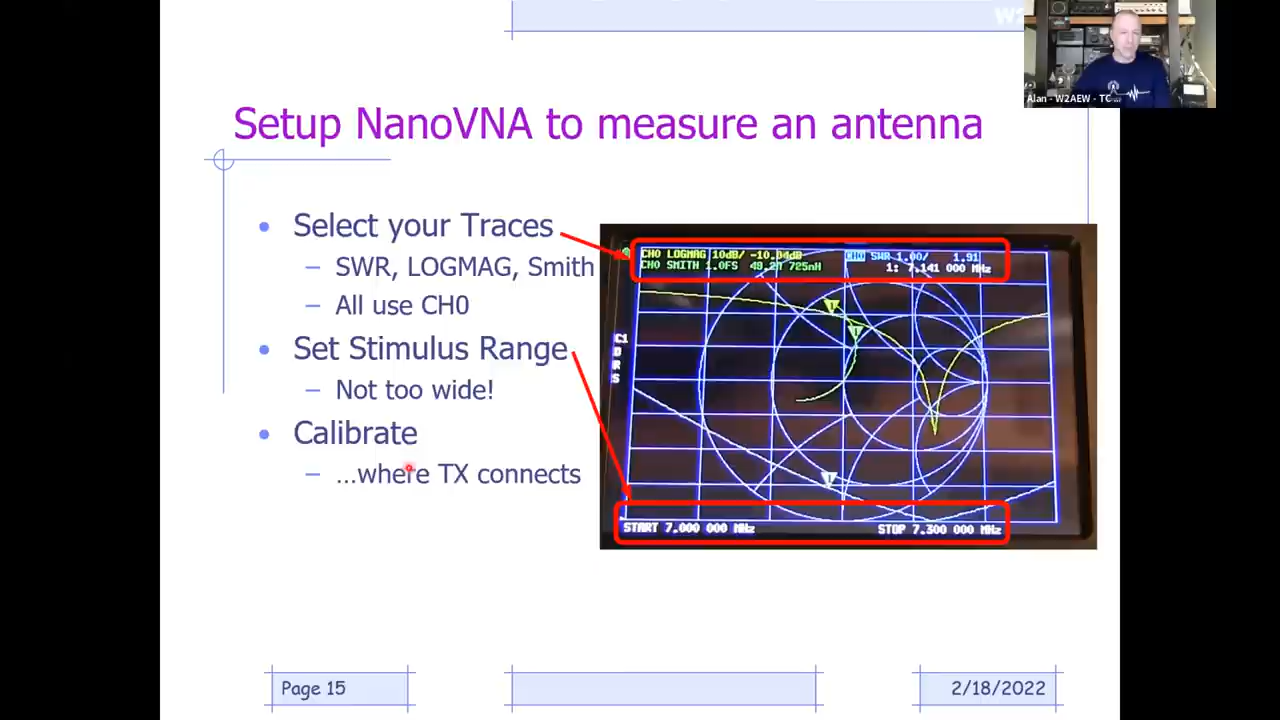 Alan - W2AEW - TC ...
Setup NanoVNA to measure an antenna
• Select your Traces
– SWR, LOGMAG, Smith
– All use CH0
• Set Stimulus Range
– Not too wide!
• Calibrate
– ...where TX connects
CH0 LOGMAG 10dB/ -10.04dB
CH0 SWR 1.00/ 1.91
CH0 SMITH 1.0FS 725nH
1: 7.141 000 MHz
C1
D
R
S
START 7.000 000 MHz
STOP 7.300 000 MHz
Page 15
2/18/2022